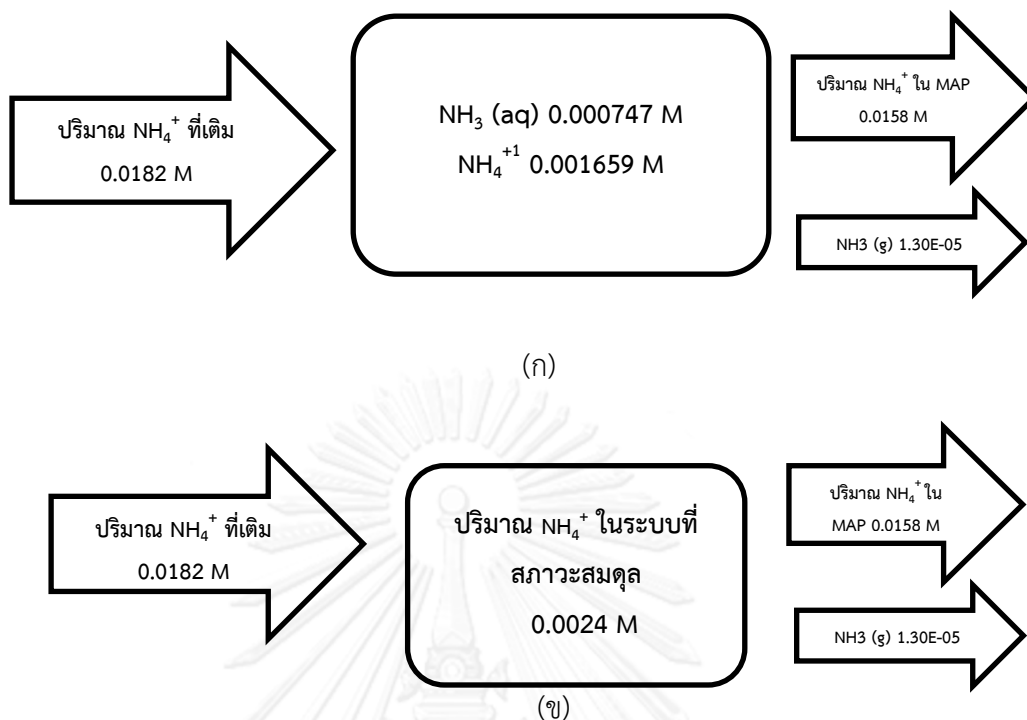 ปริมาณ NH₄⁺ ที่เติม
0.0182 M
NH₃ (aq) 0.000747 M
NH₄⁺¹ 0.001659 M
ปริมาณ NH₄⁺ ใน MAP
0.0158 M
NH3 (g) 1.30E-05
(ก)
ปริมาณ NH₄⁺ ที่เติม
0.0182 M
ปริมาณ NH₄⁺ ในระบบที่
สภาวะสมดุล
0.0024 M
ปริมาณ NH₄⁺ ใน
MAP 0.0158 M
NH3 (g) 1.30E-05
(ข)